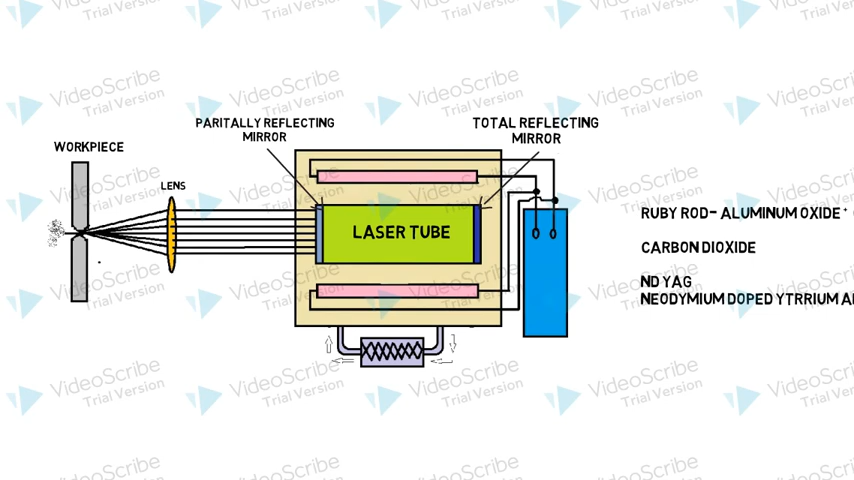 PARITALLY REFLECTING
MIRROR
TOTAL REFLECTING
MIRROR
WORKPIECE
LENS
LASER TUBE
RUBY ROD- ALUMINUM OXIDE+
CARBON DIOXIDE
ND YAG
NEODYMIUM DOPED YTRRIUM
VideoScribe
Trial Version